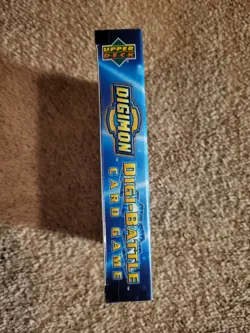 UPPER
DECK
DIGIMON
DIGI-BATTLE
CARD GAME